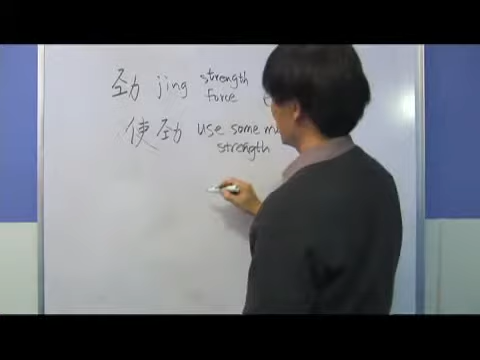 劲 jing strength
force
使劲 use some
strength